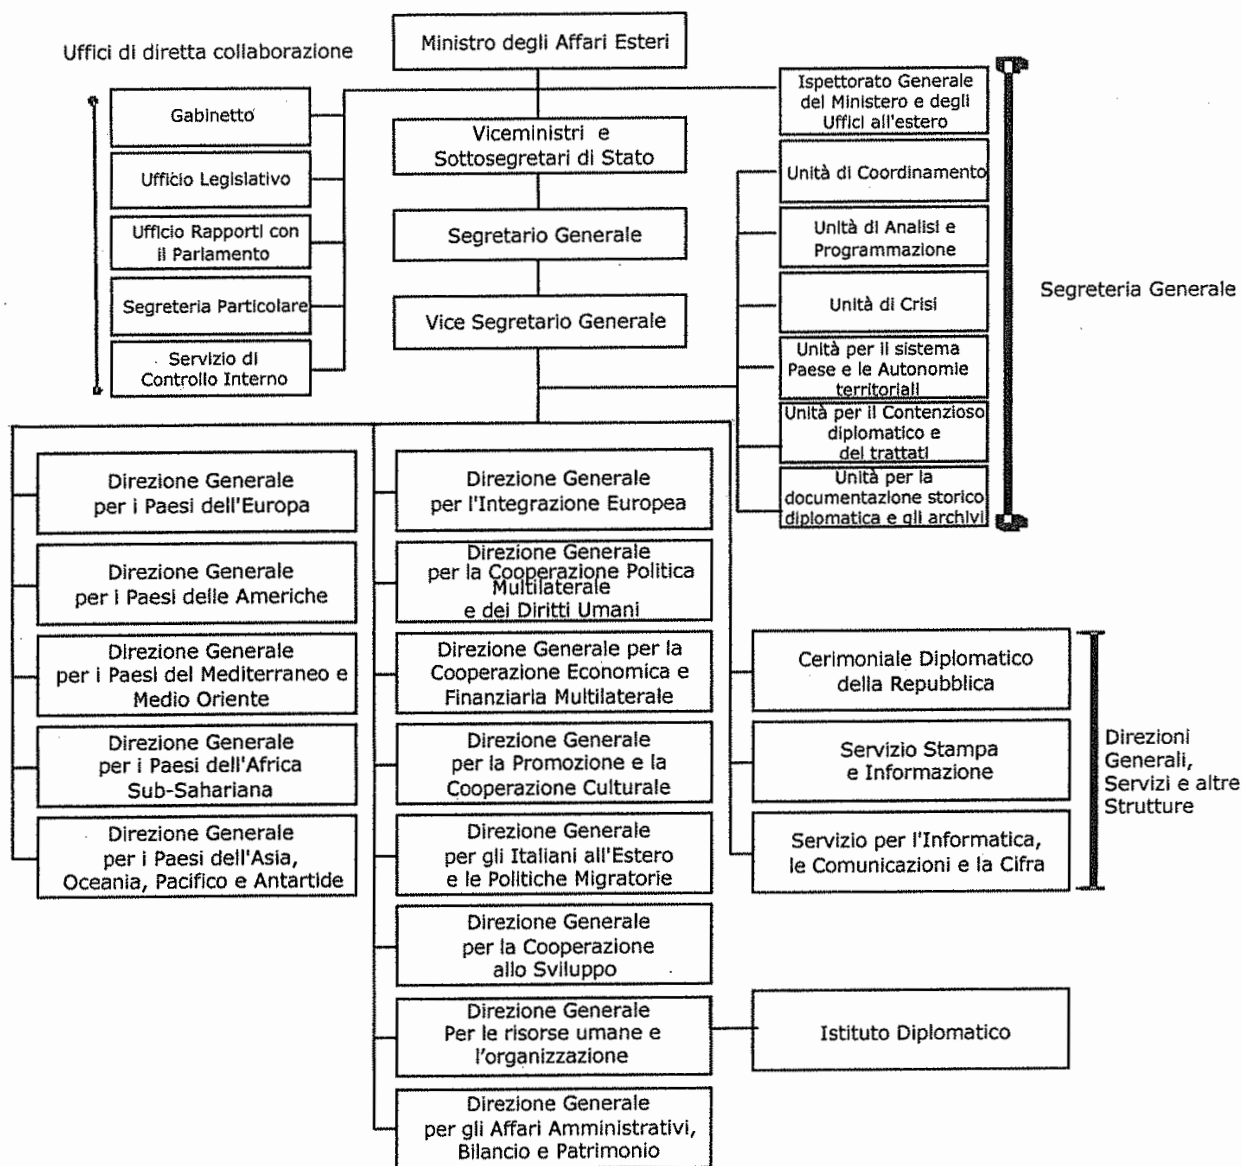 Uffici di diretta collaborazione
Ministro degli Affari Esteri
Gabinetto
Ufficio Legislativo
Ufficio Rapporti con
il Parlamento
Segreteria Particolare
Servizio di
Controllo Interno
Viceministri e
Sottosegretari di Stato
Segretario Generale
Vice Segretario Generale
Ispettorato Generale
del Ministero e degli
Uffici all'estero
Unità di Coordinamento
Unità di Analisi e
Programmazione
Unità di Crisi
Unità per il sistema
Paese e le Autonomie
territoriali
Unità per il Contenzioso
diplomatico e
dei trattati
Unità per la
documentazione storico
diplomatica e gli archivi
Segreteria Generale
Direzione Generale
per i Paesi dell'Europa
Direzione Generale
per i Paesi delle Americhe
Direzione Generale
per i Paesi del Mediterraneo e
Medio Oriente
Direzione Generale
per i Paesi dell'Africa
Sub-Sahariana
Direzione Generale
per i Paesi dell'Asia,
Oceania, Pacifico e Antartide
Direzione Generale
per l'Integrazione Europea
Direzione Generale
per la Cooperazione Politica
Multilaterale
e dei Diritti Umani
Direzione Generale per la
Cooperazione Economica e
Finanziaria Multilaterale
Direzione Generale
per la Promozione e la
Cooperazione Culturale
Direzione Generale
per gli Italiani all'Estero
e le Politiche Migratorie
Direzione Generale
per la Cooperazione
allo Sviluppo
Direzione Generale
Per le risorse umane e
l'organizzazione
Direzione Generale
per gli Affari Amministrativi,
Bilancio e Patrimonio
Cerimoniale Diplomatico
della Repubblica
Servizio Stampa
e Informazione
Servizio per l'Informatica,
le Comunicazioni e la Cifra
Istituto Diplomatico
Direzioni
Generali,
Servizi e altre
Strutture